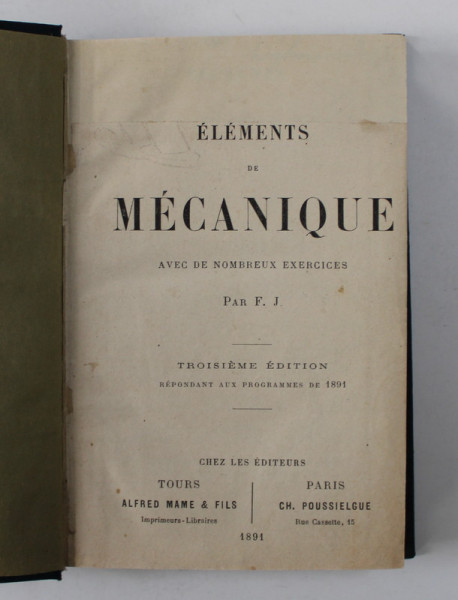 ÉLÉMENTS
DE
MÉCANIQUE
AVEC DE NOMBREUX EXERCICES
PAR F. J
TROISIÈME ÉDITION
RÉPONDANT AUX PROGRAMMES DE 1891
CHEZ LES ÉDITEURS
TOURS
ALFRED MAME & FILS
Imprimeurs-Libraires
PARIS
CH. POUSSIELGUE
Rue Cassette, 15
1891